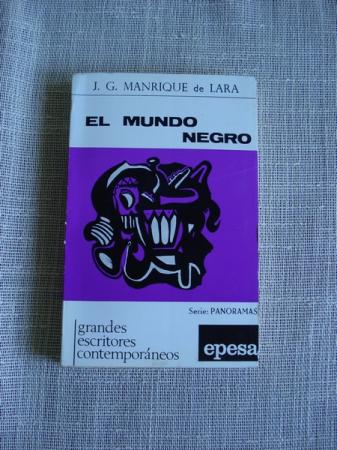 J. G. MANRIQUE de LARA
EL MUNDO
NEGRO
Serie: PANORAMAS
grandes
escritores
contemporáneos
epesa